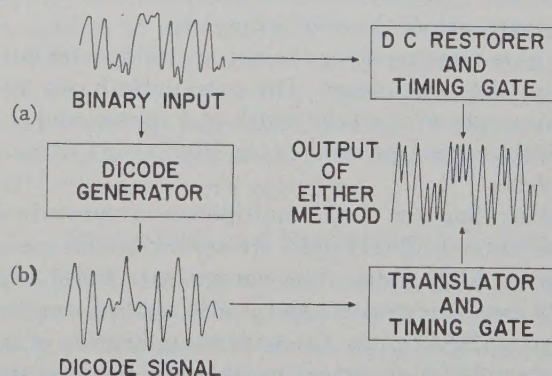 D C RESTORER
AND
TIMING GATE
BINARY INPUT
(a)
DICODE
GENERATOR
OUTPUT
OF
EITHER
METHOD
(b)
TRANSLATOR
AND
TIMING GATE
DICODE SIGNAL